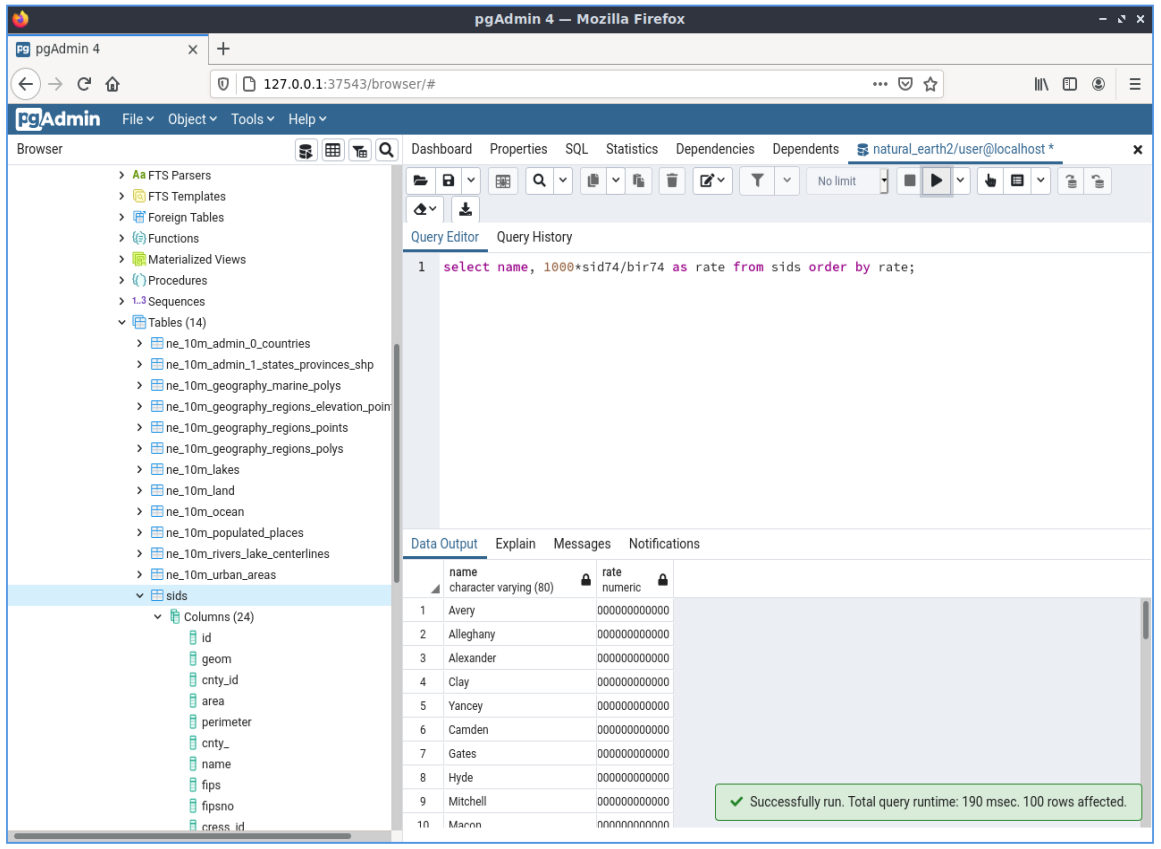 pgAdmin 4 — Mozilla Firefox
pgAdmin 4
127.0.0.1:37543/browser/#
pgAdmin File Object Tools Help
Browser
Dashboard Properties SQL Statistics Dependencies Dependents natural_earth2/user@localhost *
FTS Parsers
FTS Templates
Foreign Tables
Functions
Materialized Views
Procedures
1..3 Sequences
Tables (14)
ne_10m_admin_0_countries
ne_10m_admin_1_states_provinces_shp
ne_10m_geography_marine_polys
ne_10m_geography_regions_elevation_poin
ne_10m_geography_regions_points
ne_10m_geography_regions_polys
ne_10m_lakes
ne_10m_land
ne_10m_ocean
ne_10m_populated_places
ne_10m_rivers_lake_centerlines
ne_10m_urban_areas
sids
Columns (24)
id
geom
cnty_id
area
perimeter
cnty_
name
fips
fipsno
cress_id
No limit
Query Editor Query History
1 select name, 1000*sid74/bir74 as rate from sids order by rate;
Data Output Explain Messages Notifications
name rate
character varying (80) numeric
1 Avery 000000000000
2 Alleghany 000000000000
3 Alexander 000000000000
4 Clay 000000000000
5 Yancey 000000000000
6 Camden 000000000000
7 Gates 000000000000
8 Hyde 000000000000
9 Mitchell 000000000000
10 Macon 000000000000
Successfully run. Total query runtime: 190 msec. 100 rows affected.